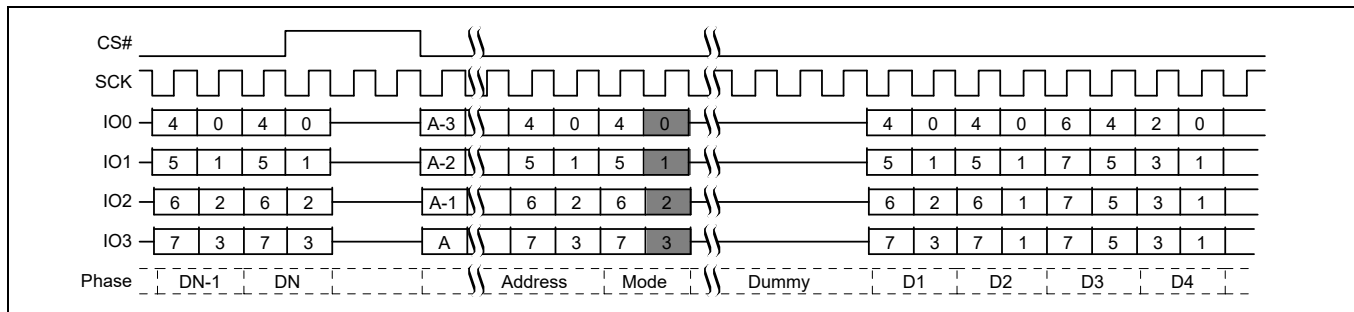 CS#
SCK
IO0 4 0 4 0 A-3 4 0 4 0 4 0 4 0 6 4 2 0
IO1 5 1 5 1 A-2 5 1 5 1 5 1 5 1 7 5 3 1
IO2 6 2 6 2 A-1 6 2 6 2 6 2 6 1 7 5 3 1
IO3 7 3 7 3 A 7 3 7 3 7 3 7 1 7 5 3 1
Phase DN-1 DN Address Mode Dummy D1 D2 D3 D4